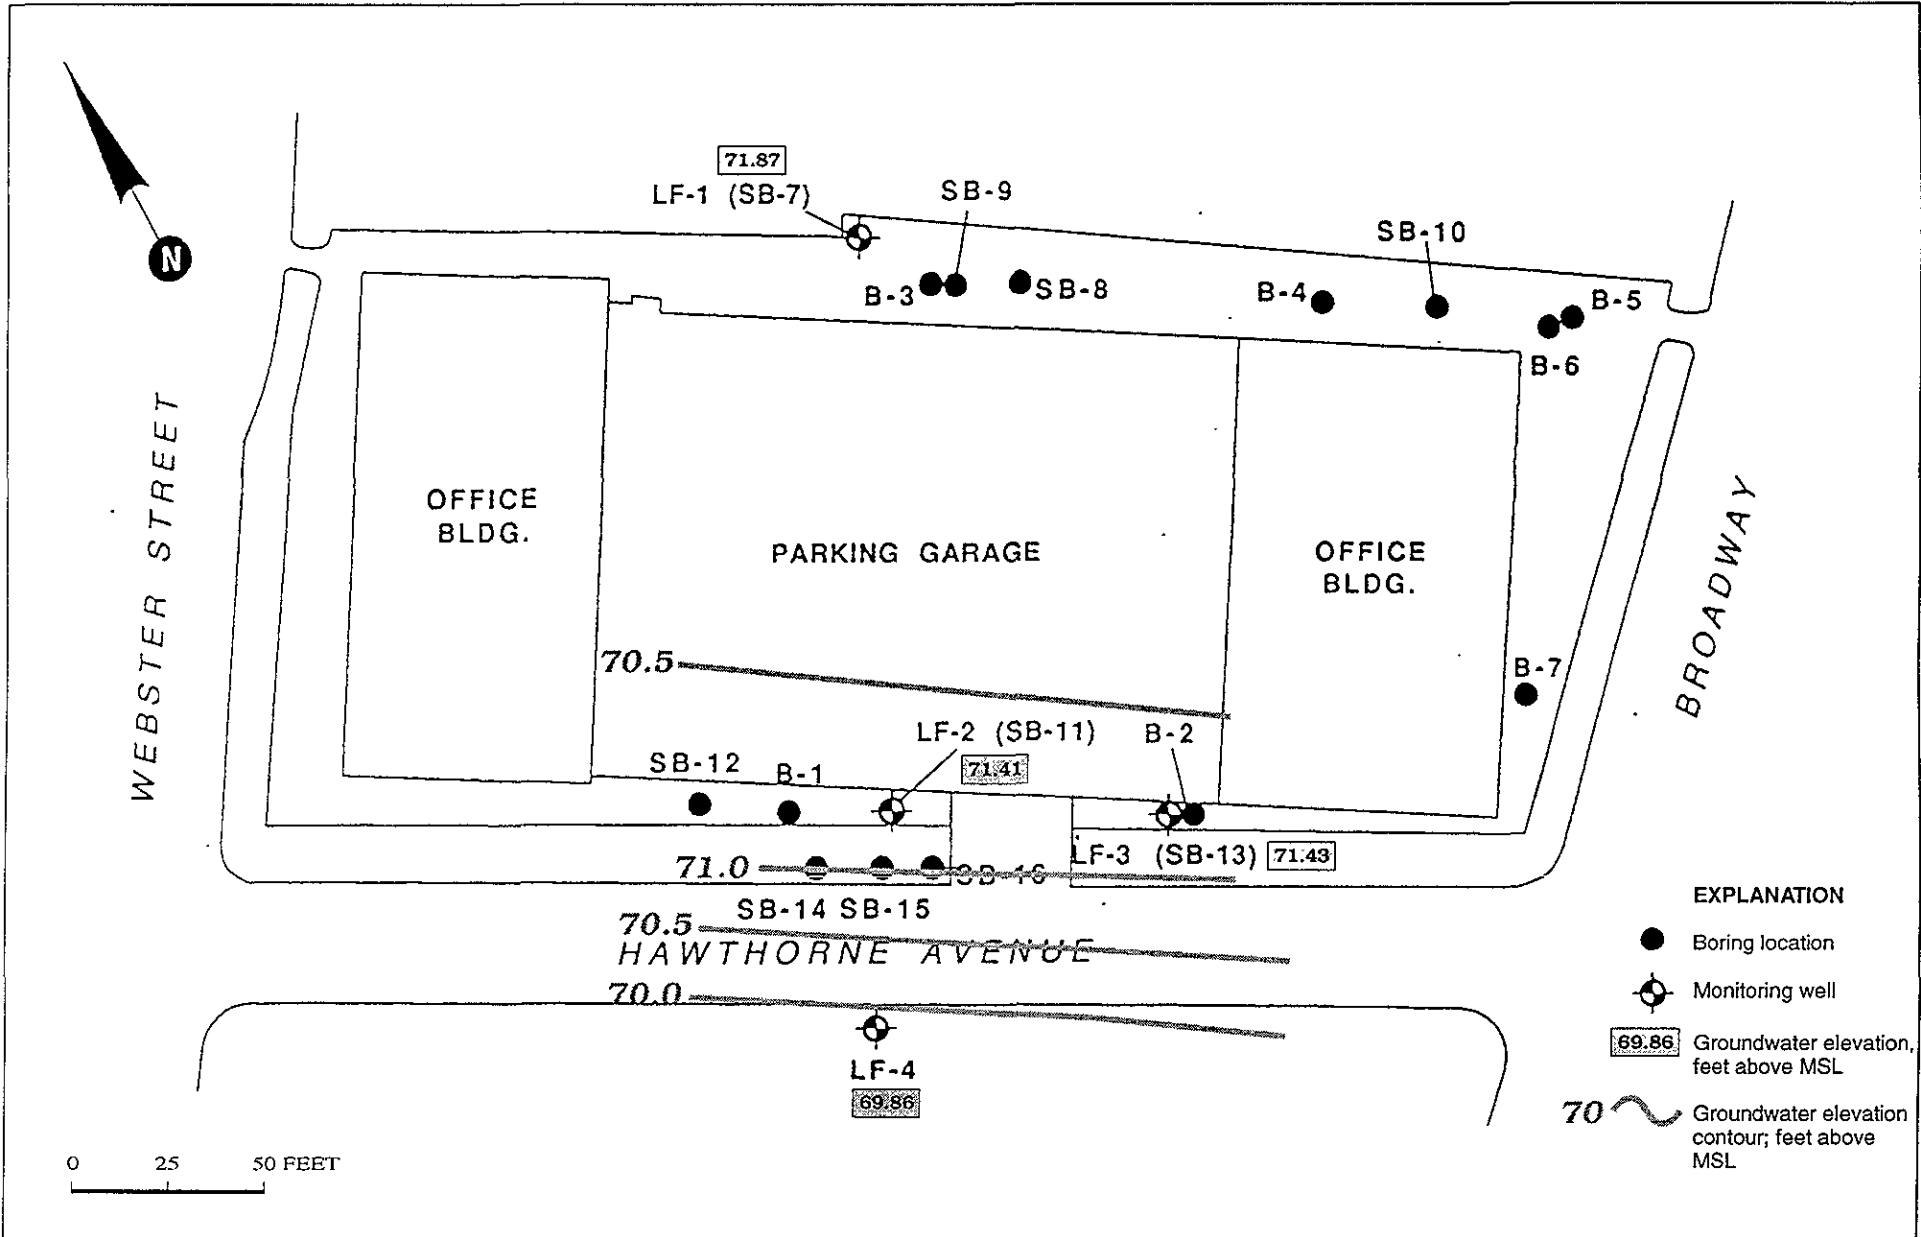 N
71.87
LF-1 (SB-7)
SB-9
SB-10
B-3
SB-8
B-4
B-5
B-6
WEBSTER STREET
OFFICE
BLDG.
PARKING GARAGE
OFFICE
BLDG.
BROADWAY
70.5
B-7
LF-2 (SB-11)
B-2
SB-12
B-1
71.41
71.0
SB-16
LF-3 (SB-13)
71.43
SB-14 SB-15
70.5
HAWTHORNE AVENUE
70.0
LF-4
69.86
EXPLANATION
Boring location
Monitoring well
69.86 Groundwater elevation,
feet above MSL
70 Groundwater elevation
contour; feet above
MSL
0 25 50 FEET